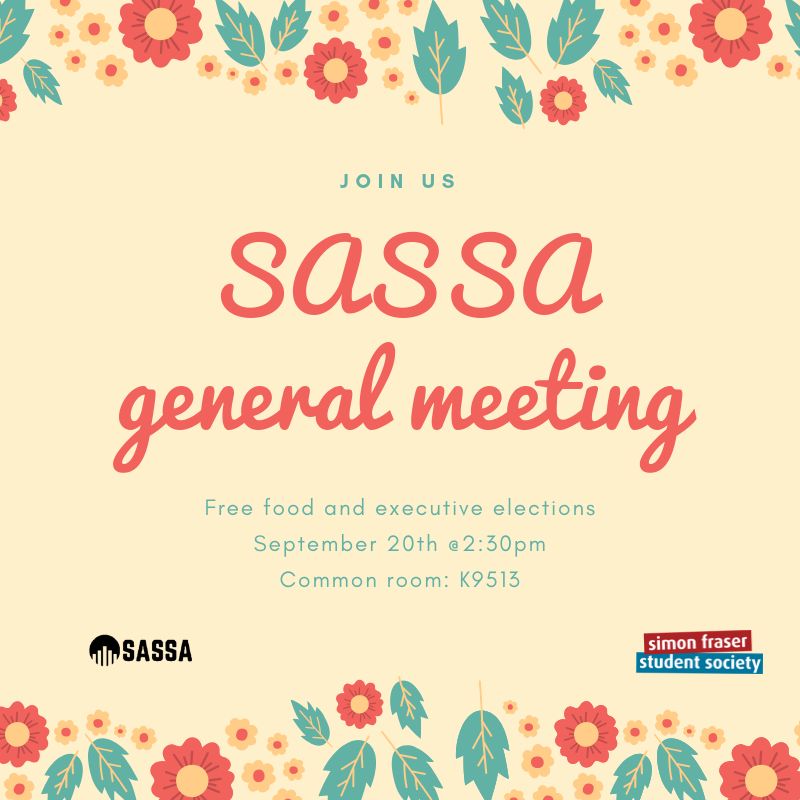 JOIN US
SASSA
general meeting
Free food and executive elections
September 20th @2:30pm
Common room: K9513
SASSA
simon fraser
student society